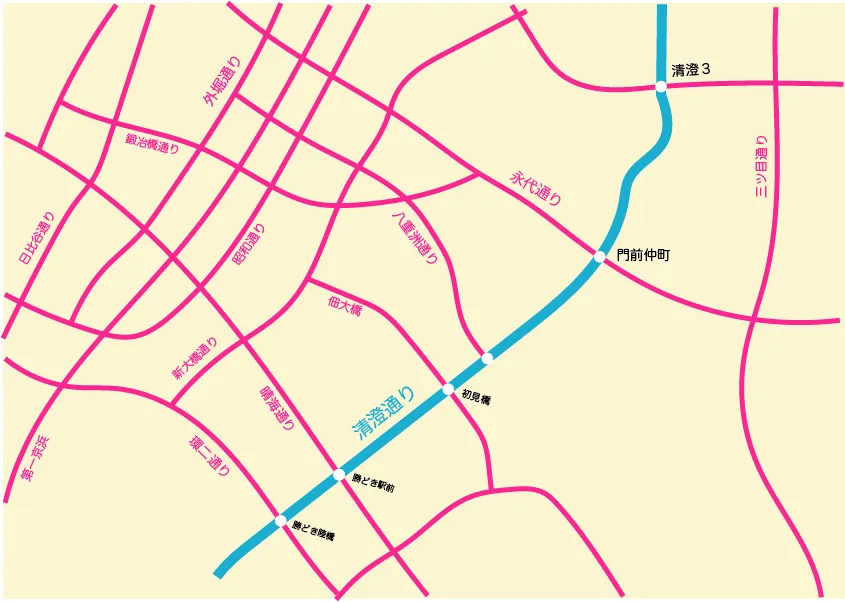 清澄３
外堀通り
鍛冶橋通り
三ツ目通り
永代通り
日比谷通り
昭和通り
八重洲通り
門前仲町
佃大橋
新大橋通り
晴海通り
清澄通り
初見橋
第一京浜
環二通り
勝どき駅前
勝どき陸橋